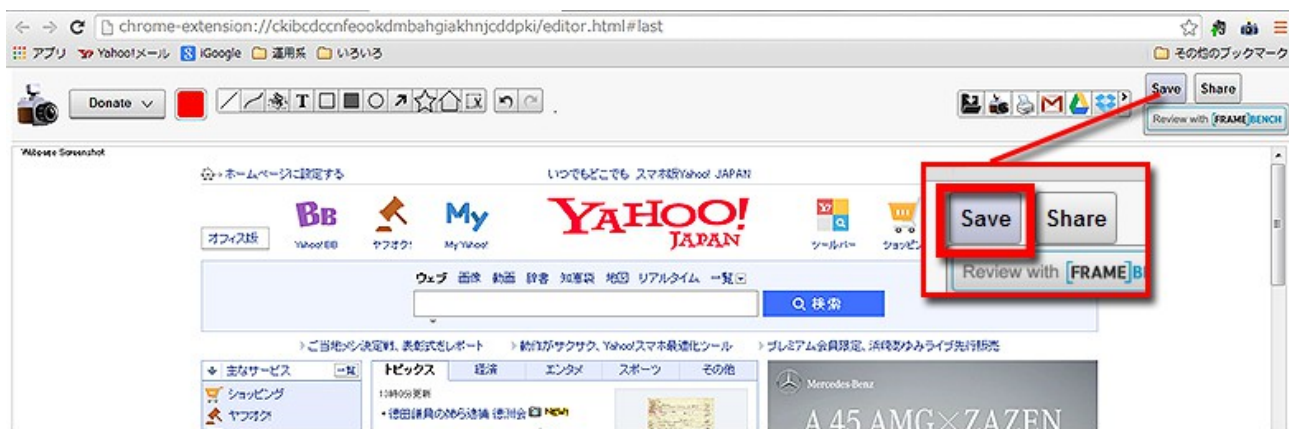 chrome-extension://ckibcdccnfeookdmbahgiakhnjcddpki/editor.html#last
アプリ Yahoo!メール iGoogle 運用系 いろいろ その他のブックマーク
Donate T Save Share
Review with [FRAME]BENCH
Webpage Screenshot
ホームページに設定する いつでもどこでも スマホ版Yahoo! JAPAN
オフィス版 BB My YAHOO! JAPAN
Yahoo! BB ヤフオク! My Yahoo! ツールバー
Save Share
Review with [FRAME]B
ウェブ 画像 動画 辞書 知恵袋 地図 リアルタイム 一覧
検索
ご当地メシ決定戦、表彰式をレポート 動作がサクサク、Yahoo!スマホ最適化ツール プレミアム会員限定、浜崎あゆみライブ先行販売
主なサービス 一覧 トピックス 経済 エンタメ スポーツ その他
ショッピング
ヤフオク!
Mercedes-Benz
A 45 AMG×ZAZEN